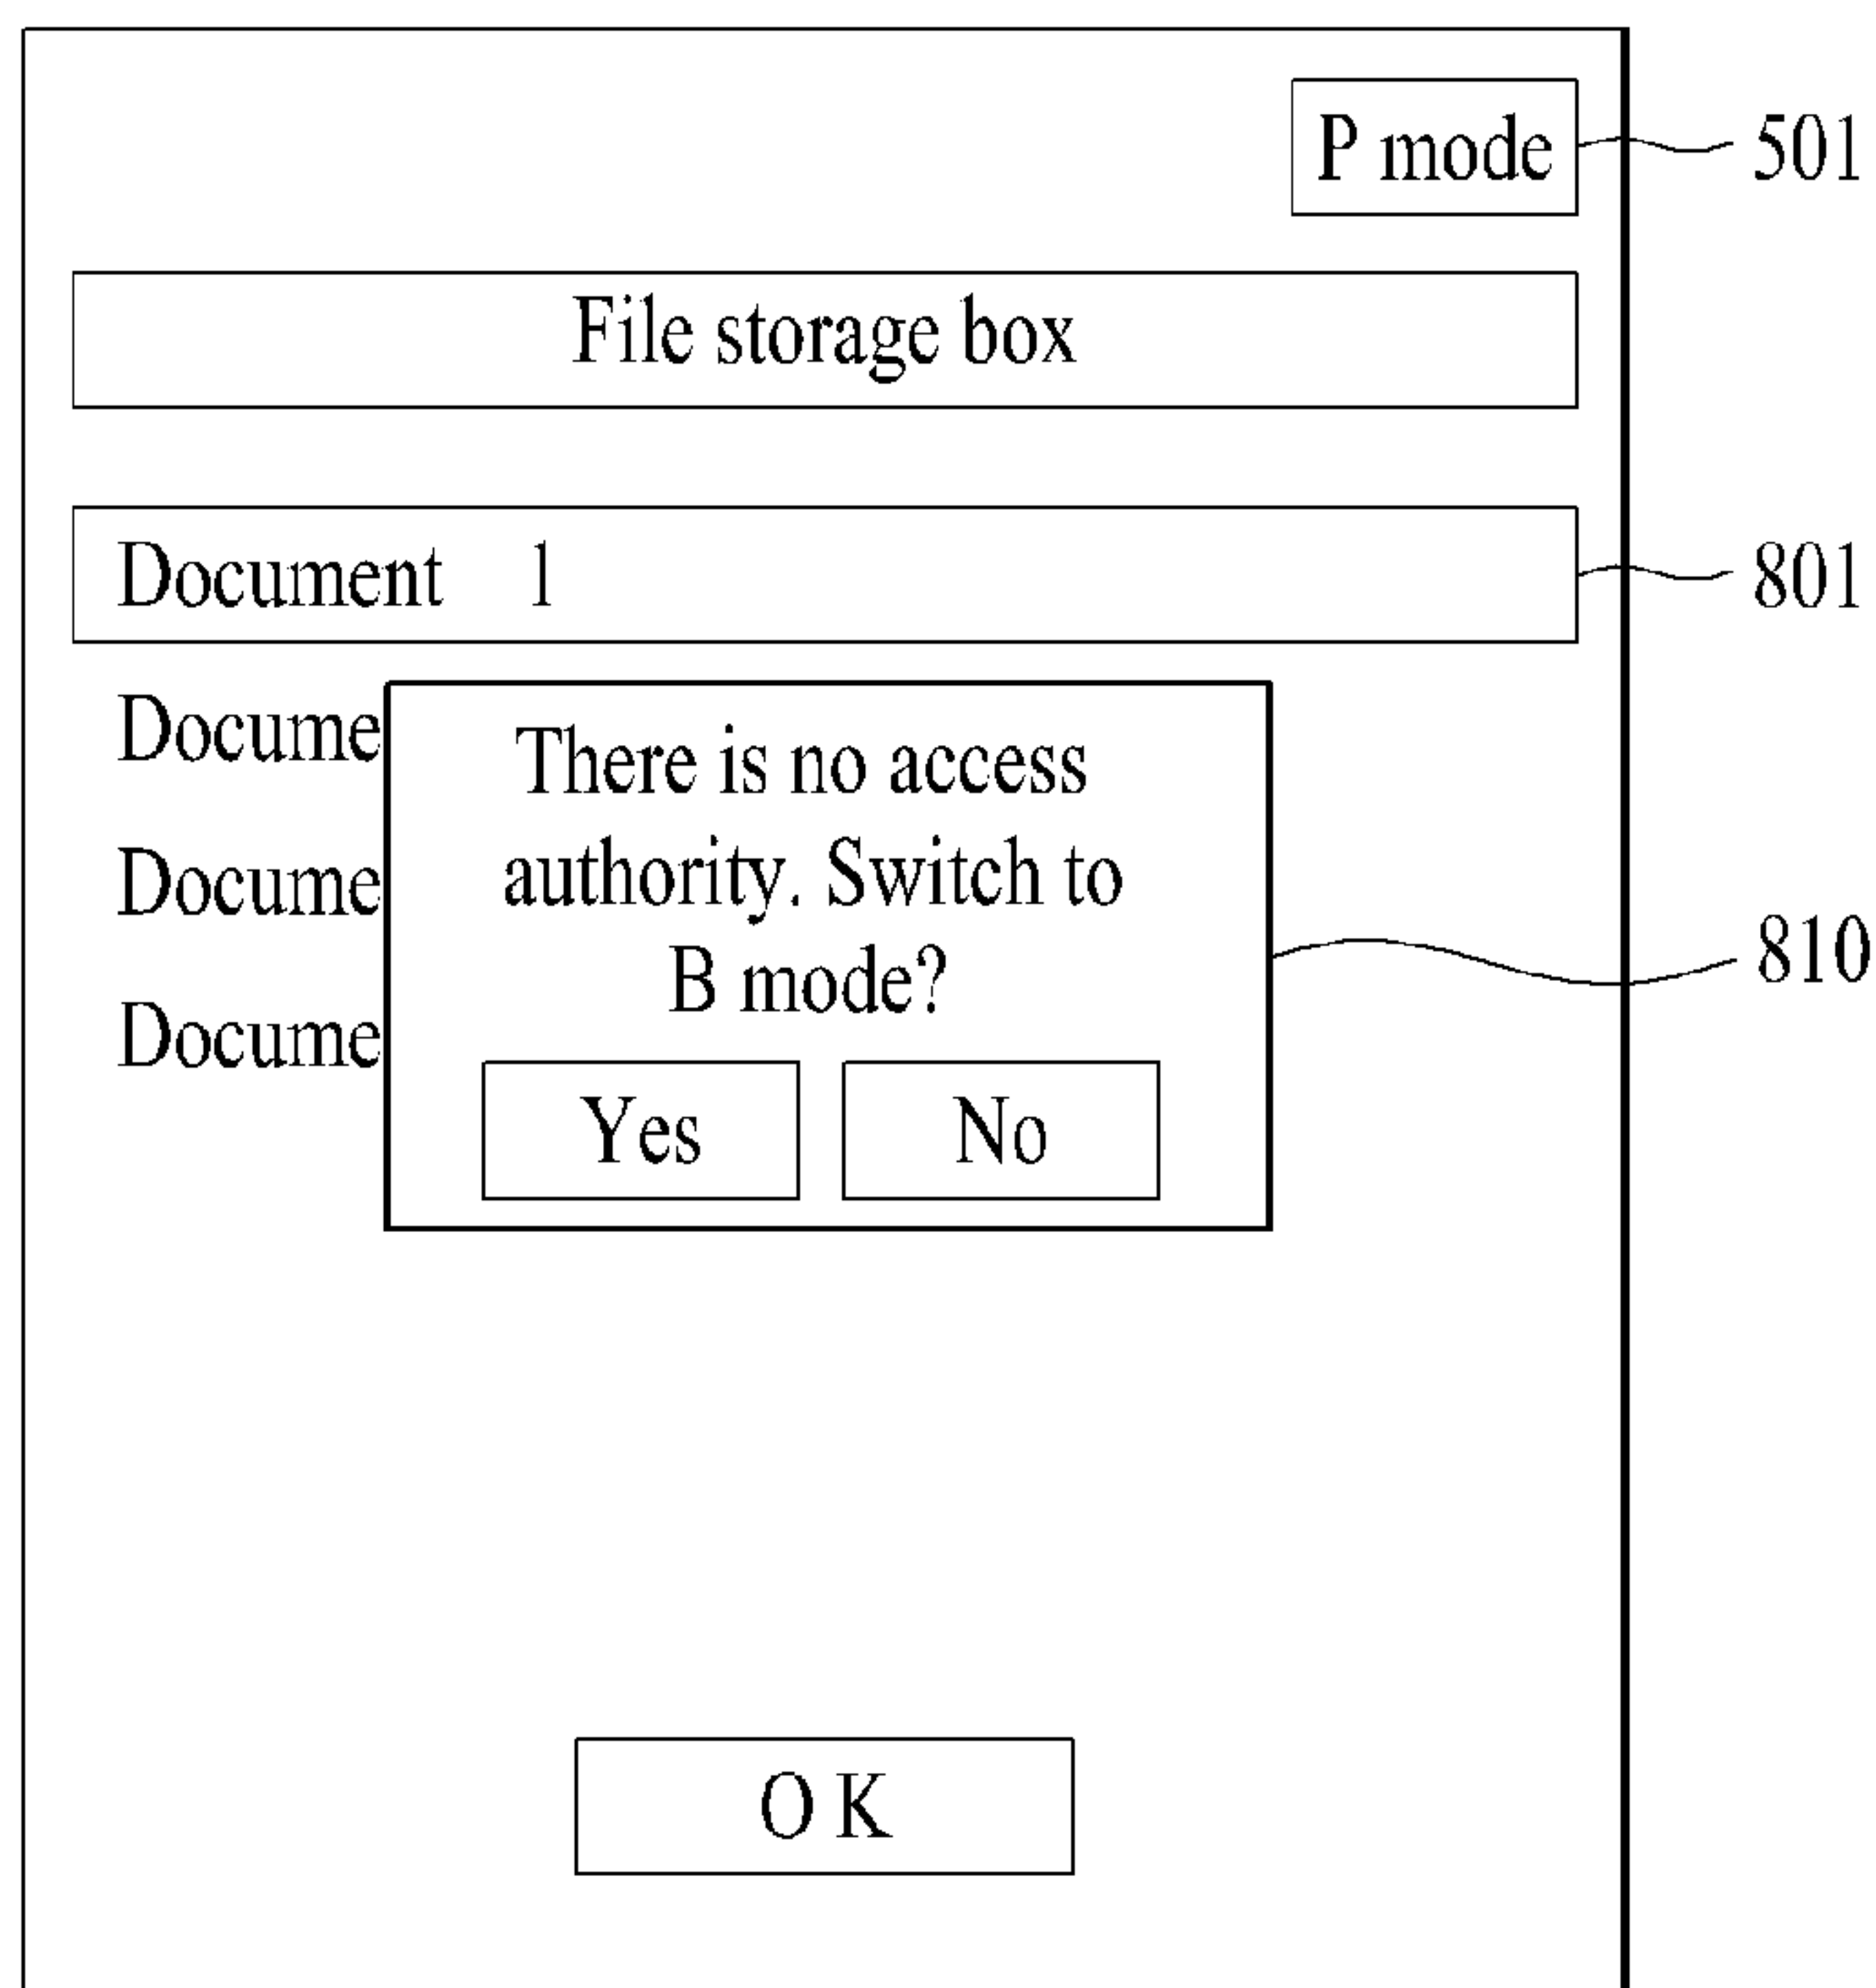 P mode
501
File storage box
Document 1
801
Docume
There is no access
Docume
authority. Switch to
B mode?
810
Docume
Yes
No
OK